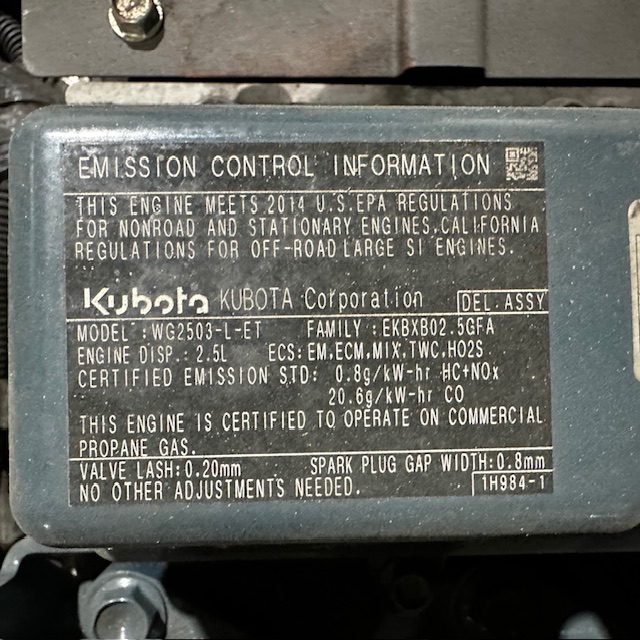 EMISSION CONTROL INFORMATION
THIS ENGINE MEETS 2014 U.S.EPA REGULATIONS
FOR NONROAD AND STATIONARY ENGINES,CALIFORNIA
REGULATIONS FOR OFF-ROAD LARGE SI ENGINES.
Kubota KUBOTA Corporation DEL.ASSY
MODEL :WG2503-L-ET FAMILY :EKBXB02.5GFA
ENGINE DISP.: 2.5L ECS:EM,ECM,MIX,TWC,HO2S
CERTIFIED EMISSION STD: 0.8g/kW-hr HC+NOx
20.6g/kW-hr CO
THIS ENGINE IS CERTIFIED TO OPERATE ON COMMERCIAL
PROPANE GAS.
VALVE LASH:0.20mm SPARK PLUG GAP WIDTH:0.8mm
NO OTHER ADJUSTMENTS NEEDED. 1H984-1